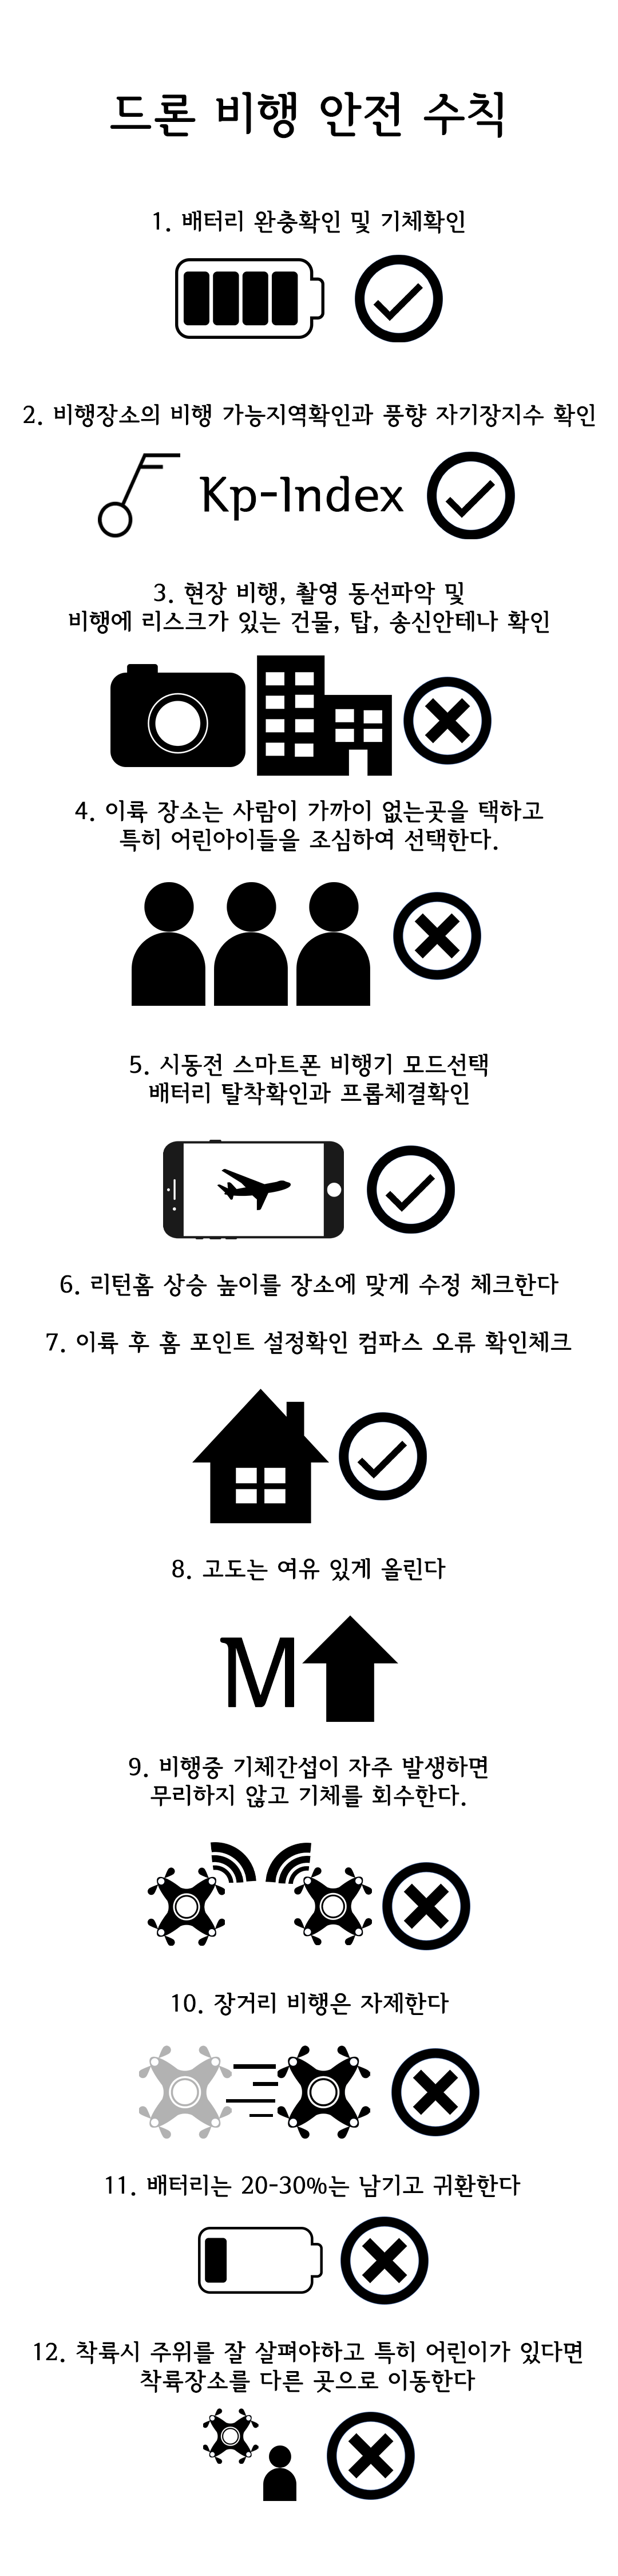 드론 비행 안전 수칙
1. 배터리 완충확인 및 기체확인
2. 비행장소의 비행 가능지역확인과 풍향 자기장지수 확인
Kp-Index
3. 현장 비행, 촬영 동선파악 및
비행에 리스크가 있는 건물, 탑, 송신안테나 확인
4. 이륙 장소는 사람이 가까이 없는곳을 택하고
특히 어린아이들을 조심하여 선택한다.
5. 시동전 스마트폰 비행기 모드선택
배터리 탈착확인과 프롭체결확인
6. 리턴홈 상승 높이를 장소에 맞게 수정 체크한다
7. 이륙 후 홈 포인트 설정확인 컴파스 오류 확인체크
8. 고도는 여유 있게 올린다
M
9. 비행중 기체간섭이 자주 발생하면
무리하지 않고 기체를 회수한다.
10. 장거리 비행은 자제한다
11. 배터리는 20-30%는 남기고 귀환한다
12. 착륙시 주위를 잘 살펴야하고 특히 어린이가 있다면
착륙장소를 다른 곳으로 이동한다